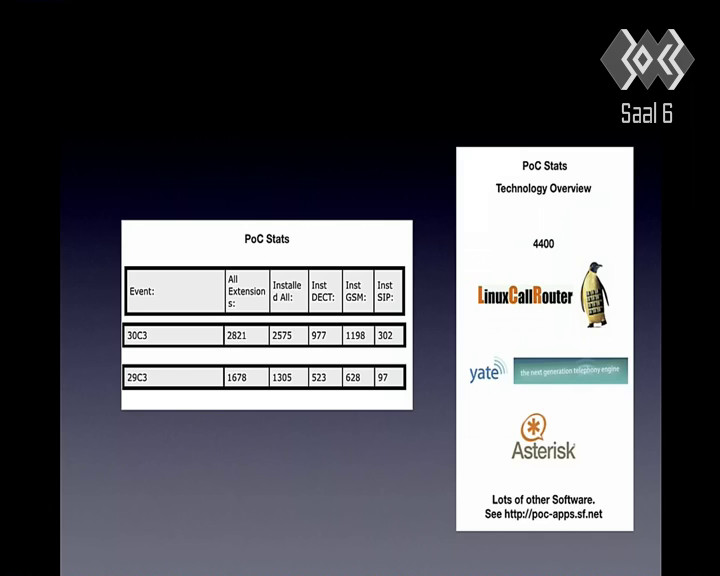 Saal 6
PoC Stats
Event:
All Extension s:
Installe d All:
Inst DECT:
Inst GSM:
Inst SIP:
30C3 2821 2575 977 1198 302
29C3 1678 1305 523 628 97
PoC Stats
Technology Overview
4400
LinuxCallRouter
yate
the next generation telephony engine
Asterisk
Lots of other Software.
See http://poc-apps.sf.net